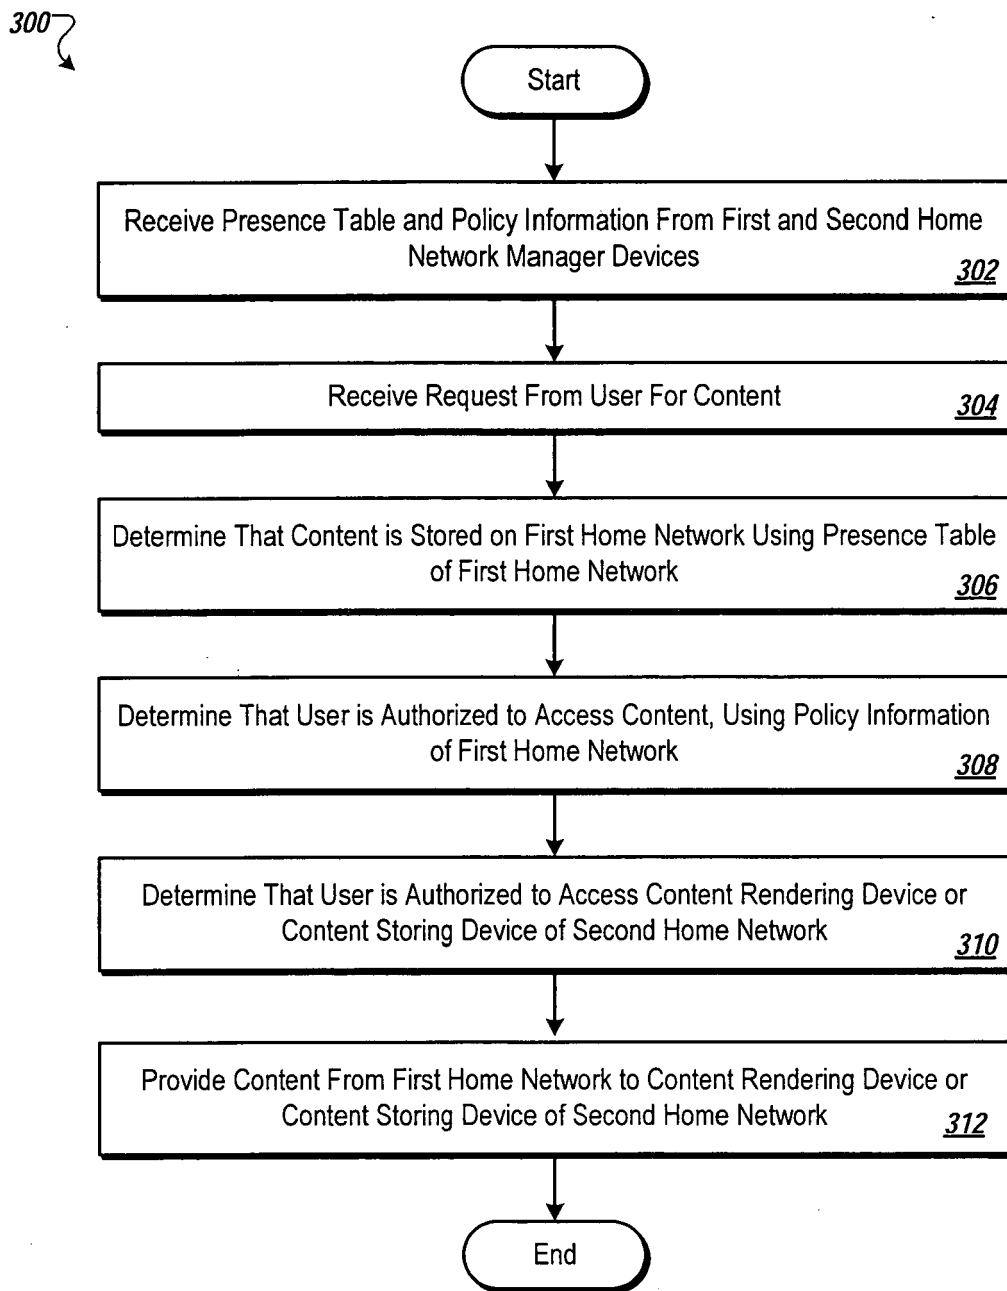 300
Start
Receive Presence Table and Policy Information From First and Second Home
Network Manager Devices
302
Receive Request From User For Content
304
Determine That Content is Stored on First Home Network Using Presence Table
of First Home Network
306
Determine That User is Authorized to Access Content, Using Policy Information
of First Home Network
308
Determine That User is Authorized to Access Content Rendering Device or
Content Storing Device of Second Home Network
310
Provide Content From First Home Network to Content Rendering Device or
Content Storing Device of Second Home Network
312
End